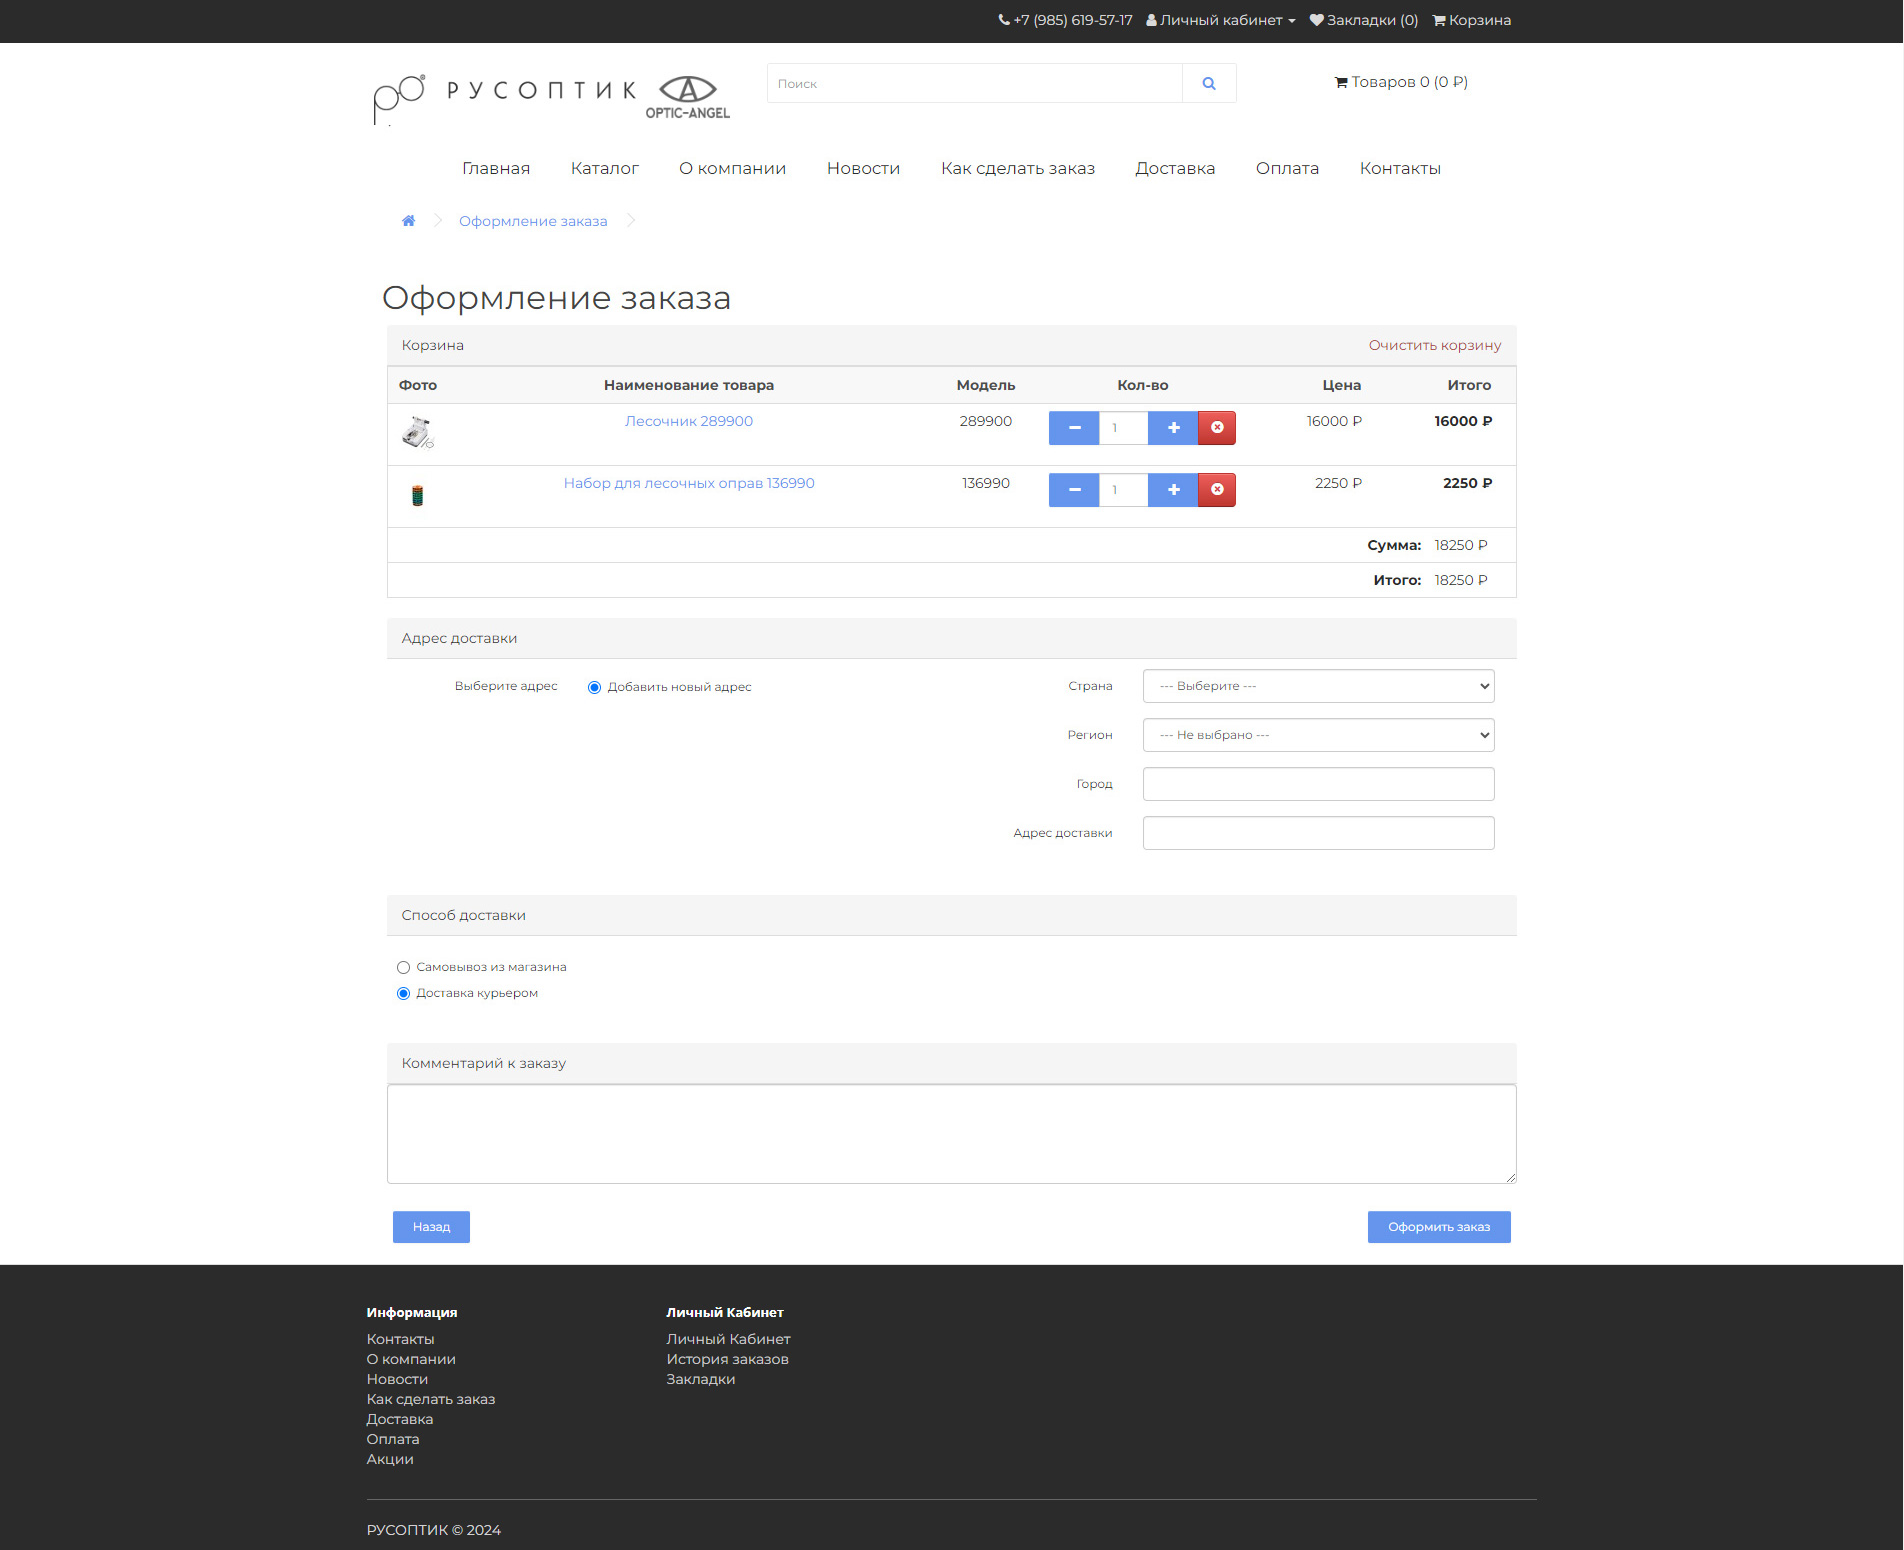 +7 (985) 619-57-17 Личный кабинет Закладки (0) Корзина
РУСОПТИК
OPTIC-ANGEL
Поиск
Товаров 0 (0 ₽)
Главная Каталог О компании Новости Как сделать заказ Доставка Оплата Контакты
Оформление заказа
Оформление заказа
Корзина Очистить корзину
Фото Наименование товара Модель Кол-во Цена Итого
Лесочник 289900 289900 1 16000 ₽ 16000 ₽
Набор для лесочных оправ 136990 136990 1 2250 ₽ 2250 ₽
Сумма: 18250 ₽
Итого: 18250 ₽
Адрес доставки
Выберите адрес Добавить новый адрес
Страна --- Выберите ---
Регион --- Не выбрано ---
Город
Адрес доставки
Способ доставки
Самовывоз из магазина
Доставка курьером
Комментарий к заказу
Назад Оформить заказ
Информация
Контакты
О компании
Новости
Как сделать заказ
Доставка
Оплата
Акции
Личный Кабинет
Личный Кабинет
История заказов
Закладки
РУСОПТИК © 2024